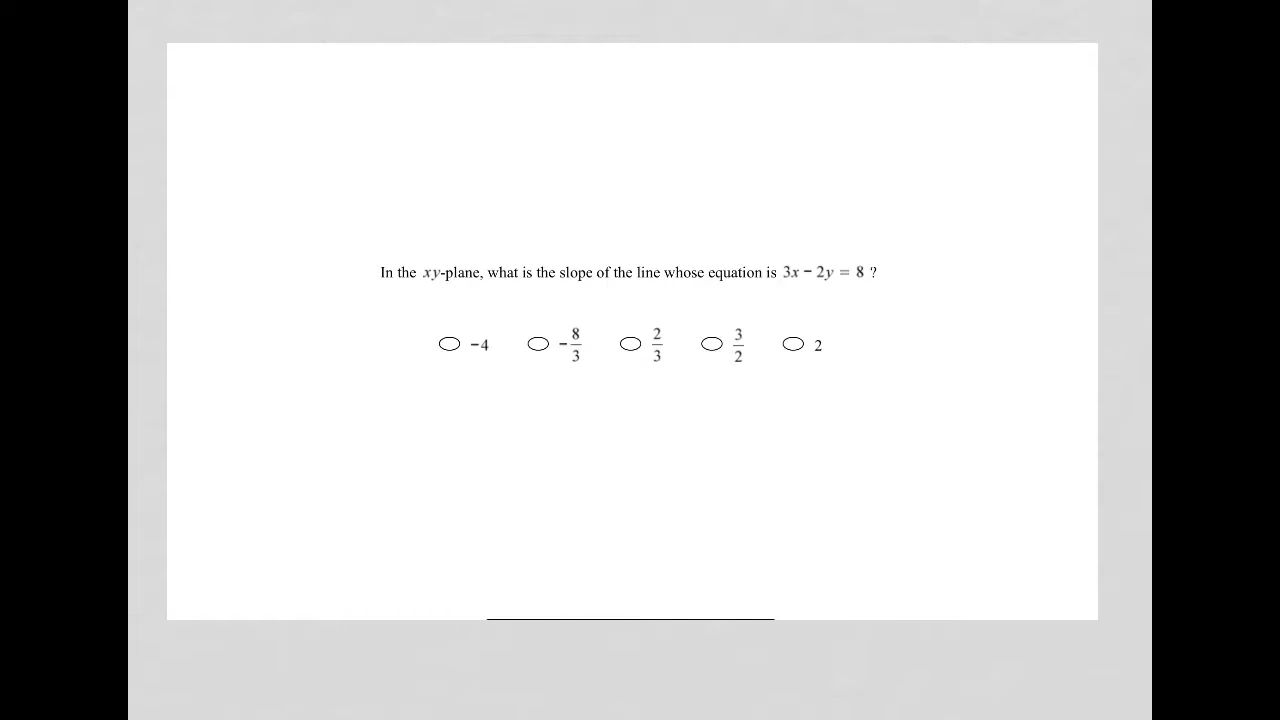 In the xy-plane, what is the slope of the line whose equation is 3x − 2y = 8 ?
−4 −8/3 2/3 3/2 2